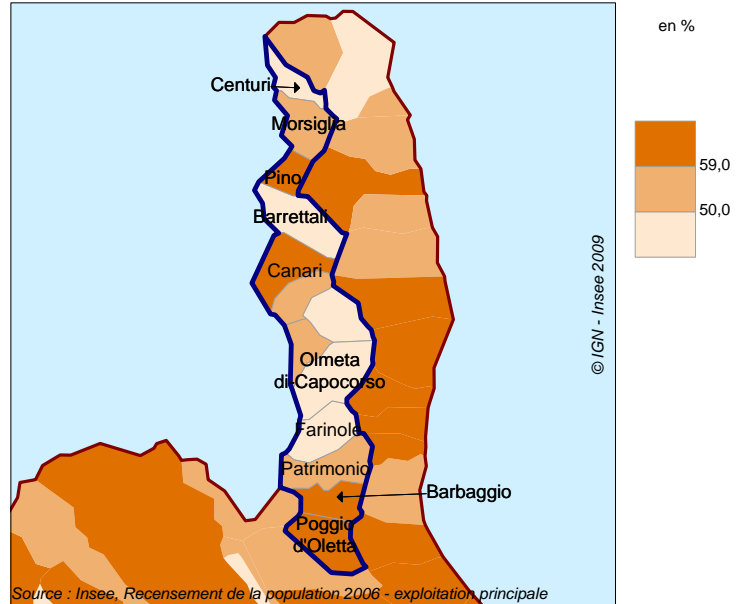 en %
Centuri
Morsiglia
59,0
Pino
50,0
Barrettali
Canari
© IGN - Insee 2009
Olmeta
di-Capocorso
Farinole
Patrimonio
Barbaggio
Poggio
d'Oletta
Source : Insee, Recensement de la population 2006 - exploitation principale